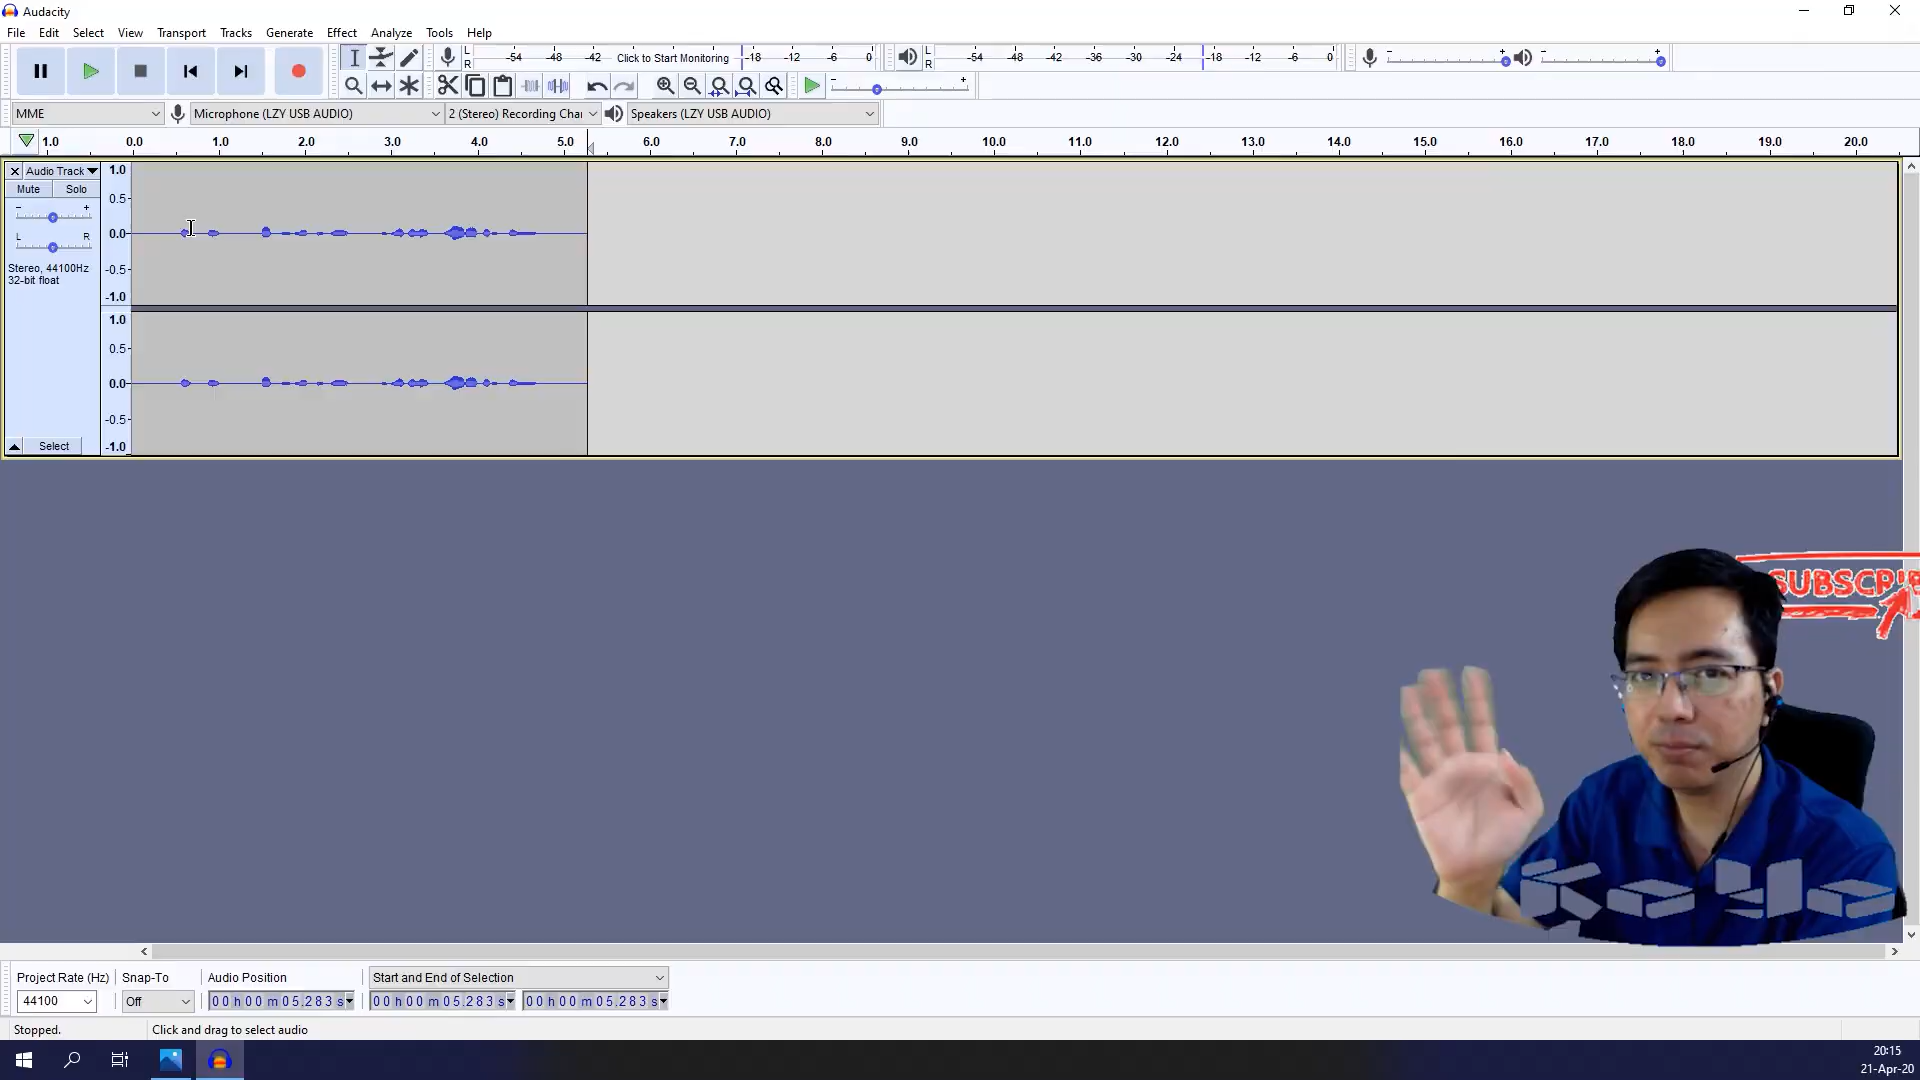 Audacity
File Edit Select View Transport Tracks Generate Effect Analyze Tools Help
L -54 -48 -42 Click to Start Monitoring -18 -12 -6 0
R
L -54 -48 -42 -36 -30 -24 -18 -12 -6 0
R
MME Microphone (LZY USB AUDIO) 2 (Stereo) Recording Char Speakers (LZY USB AUDIO)
1.0 0.0 1.0 2.0 3.0 4.0 5.0 6.0 7.0 8.0 9.0 10.0 11.0 12.0 13.0 14.0 15.0 16.0 17.0 18.0 19.0 20.0
Audio Track
Mute Solo
- +
L R
Stereo, 44100Hz
32-bit float
Select
1.0
0.5
0.0
-0.5
-1.0
1.0
0.5
0.0
-0.5
-1.0
SUBSCRIBE
KoYo
Project Rate (Hz) Snap-To Audio Position Start and End of Selection
44100 Off 00 h 00 m 05.283 s 00 h 00 m 05.283 s 00 h 00 m 05.283 s
Stopped. Click and drag to select audio
20:15
21-Apr-20